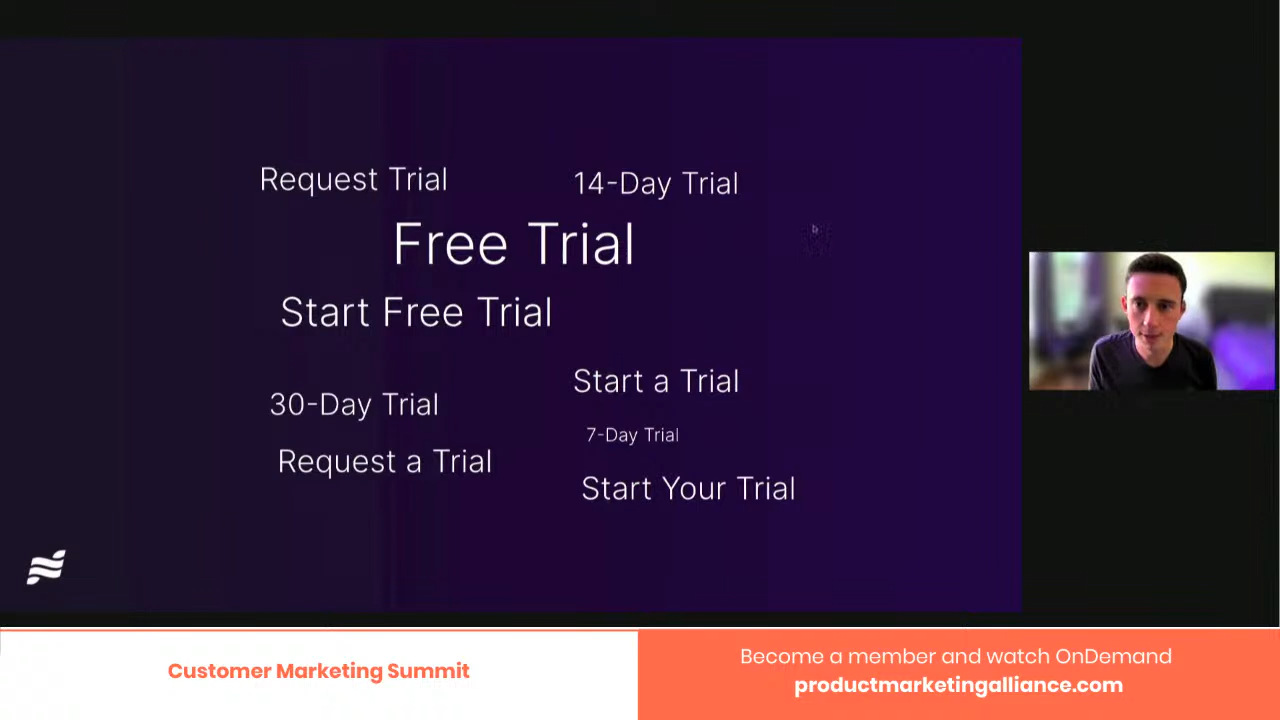 Request Trial
14-Day Trial
Free Trial
Start Free Trial
Start a Trial
30-Day Trial
7-Day Trial
Request a Trial
Start Your Trial
Customer Marketing Summit
Become a member and watch OnDemand
productmarketingalliance.com